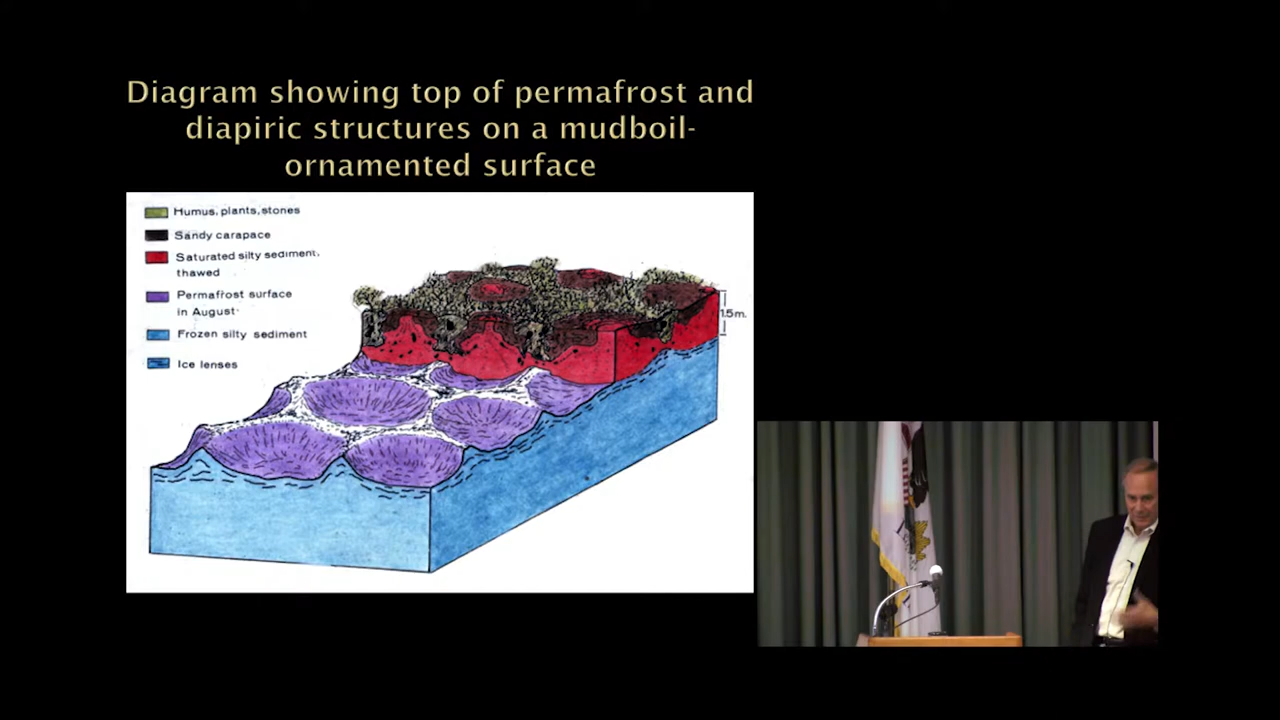 Diagram showing top of permafrost and
diapiric structures on a mudboil-
ornamented surface
Humus, plants, stones
Sandy carapace
Saturated silty sediment,
thawed
Permafrost surface
in August
Frozen silty sediment
Ice lenses
1.5m.